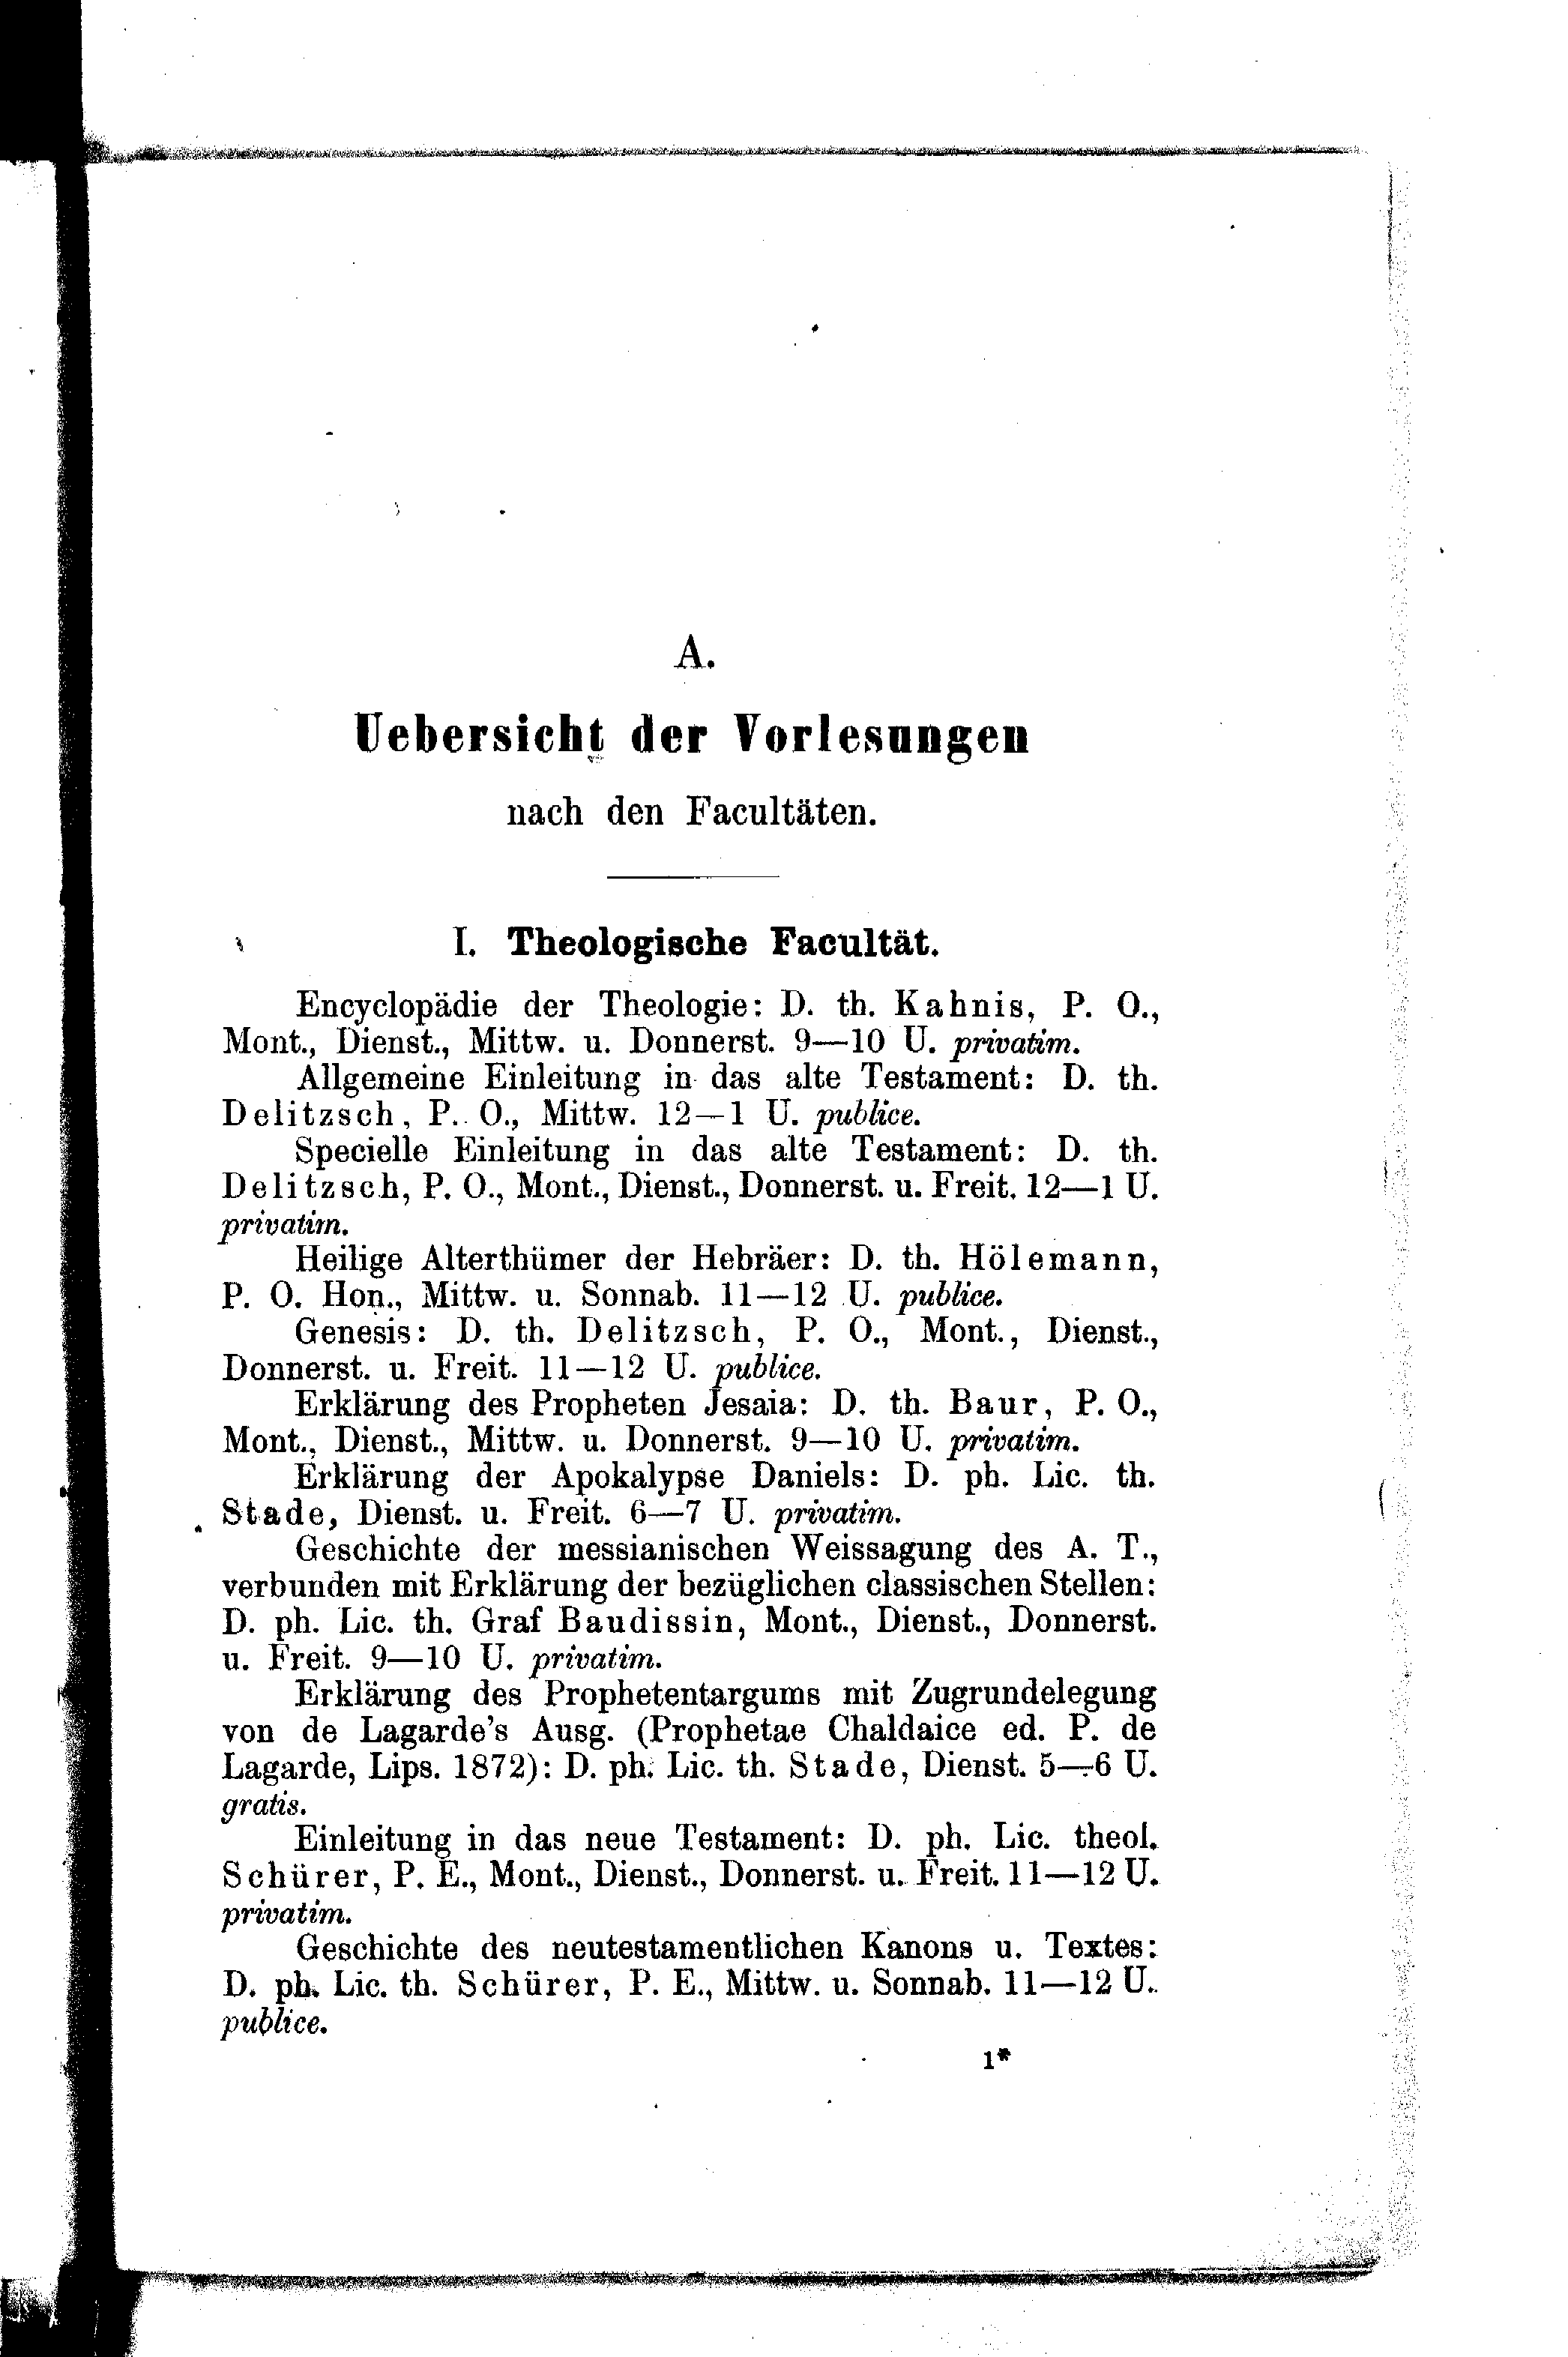 A.
Uebersicht der Vorlesungen
nach den Facultäten.
I. Theologische Facultät.
Encyclopädie der Theologie: D. th. Kahnis, P. O.,
Mont., Dienst., Mittw. u. Donnerst. 9—10 U. privatim.
Allgemeine Einleitung in das alte Testament: D. th.
Delitzsch, P. O., Mittw. 12—1 U. publice.
Specielle Einleitung in das alte Testament: D. th.
Delitzsch, P. O., Mont., Dienst., Donnerst. u. Freit. 12—1 U.
privatim.
Heilige Alterthümer der Hebräer: D. th. Hölemann,
P. O. Hon., Mittw. u. Sonnab. 11—12 U. publice.
Genesis: D. th. Delitzsch, P. O., Mont., Dienst.,
Donnerst. u. Freit. 11—12 U. publice.
Erklärung des Propheten Jesaia: D. th. Baur, P. O.,
Mont., Dienst., Mittw. u. Donnerst. 9—10 U. privatim.
Erklärung der Apokalypse Daniels: D. ph. Lic. th.
Stade, Dienst. u. Freit. 6—7 U. privatim.
Geschichte der messianischen Weissagung des A. T.,
verbunden mit Erklärung der bezüglichen classischen Stellen:
D. ph. Lic. th. Graf Baudissin, Mont., Dienst., Donnerst.
u. Freit. 9—10 U. privatim.
Erklärung des Prophetentargums mit Zugrundelegung
von de Lagarde's Ausg. (Prophetae Chaldaice ed. P. de
Lagarde, Lips. 1872): D. ph. Lic. th. Stade, Dienst. 5—6 U.
gratis.
Einleitung in das neue Testament: D. ph. Lic. theol.
Schürer, P. E., Mont., Dienst., Donnerst. u. Freit. 11—12 U.
privatim.
Geschichte des neutestamentlichen Kanons u. Textes:
D. ph. Lic. th. Schürer, P. E., Mittw. u. Sonnab. 11—12 U.
publice.
1*